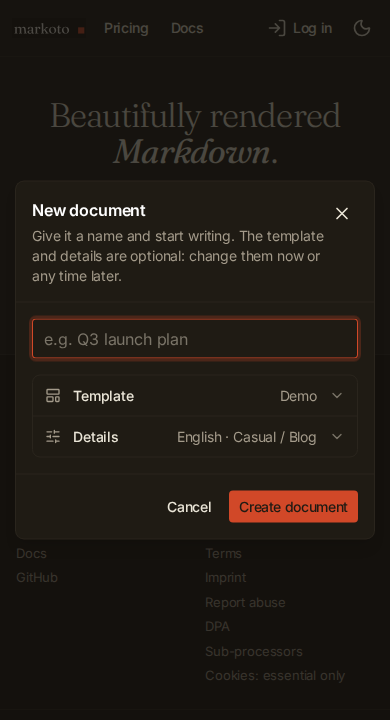 markoto
Pricing
Docs
Log in
Beautifully rendered
Markdown.
New document
Give it a name and start writing. The template
and details are optional: change them now or
any time later.
e.g. Q3 launch plan
Template
Demo
Details
English · Casual / Blog
Cancel
Create document
Docs
GitHub
Terms
Imprint
Report abuse
DPA
Sub-processors
Cookies: essential only